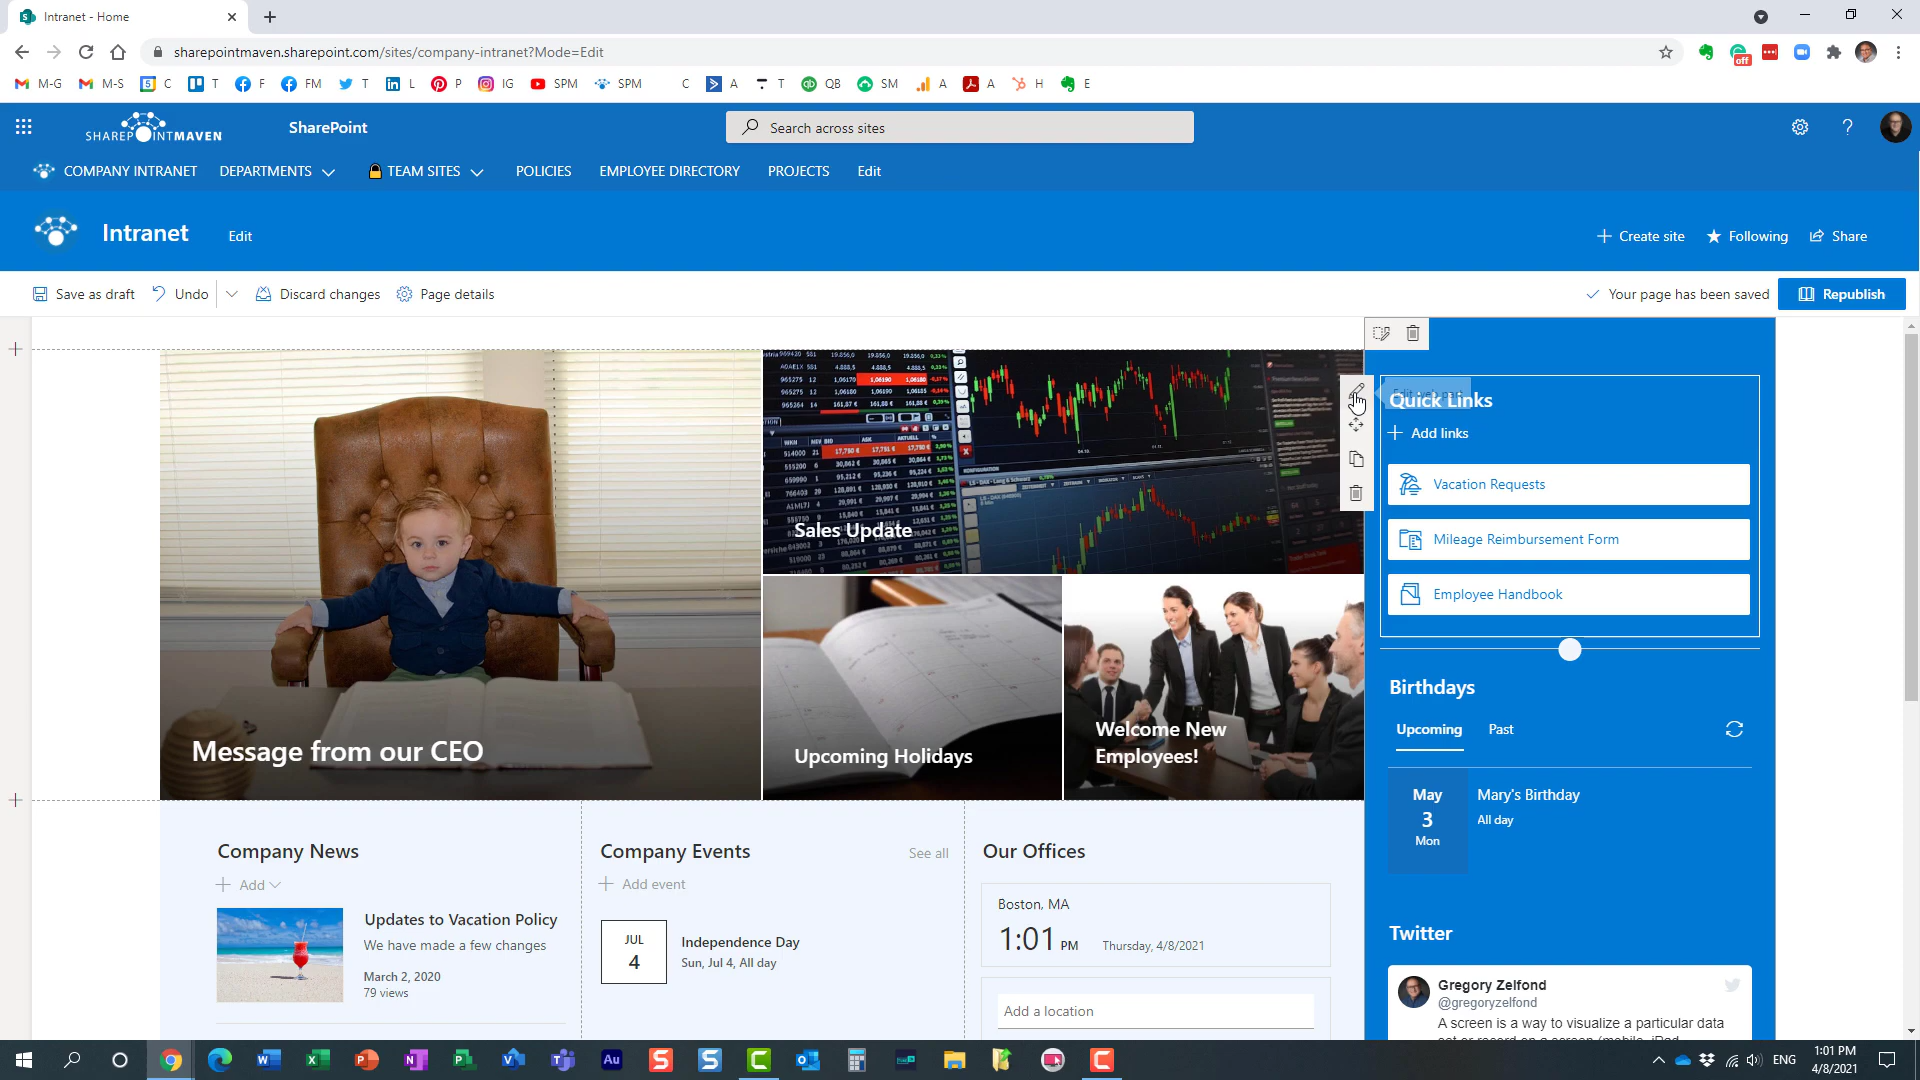 Intranet - Home
sharepointmaven.sharepoint.com/sites/company-intranet?Mode=Edit
off
M-G M-S C T F FM T L P IG SPM SPM C A T QB SM A A H E
SHAREPOINTMAVEN
SharePoint
Search across sites
COMPANY INTRANET DEPARTMENTS TEAM SITES POLICIES EMPLOYEE DIRECTORY PROJECTS Edit
Intranet Edit
Create site Following Share
Save as draft Undo Discard changes Page details
Your page has been saved Republish
Message from our CEO
Sales Update
Upcoming Holidays
Welcome New
Employees!
Quick Links
Add links
Vacation Requests
Mileage Reimbursement Form
Employee Handbook
Birthdays
Upcoming Past
May
3
Mon
Mary's Birthday
All day
Twitter
Gregory Zelfond
@gregoryzelfond
A screen is a way to visualize a particular data
Company News
Add
Updates to Vacation Policy
We have made a few changes
March 2, 2020
79 views
Company Events See all
Add event
JUL
4
Independence Day
Sun, Jul 4, All day
Our Offices
Boston, MA
1:01 PM Thursday, 4/8/2021
Add a location
ENG
1:01 PM
4/8/2021